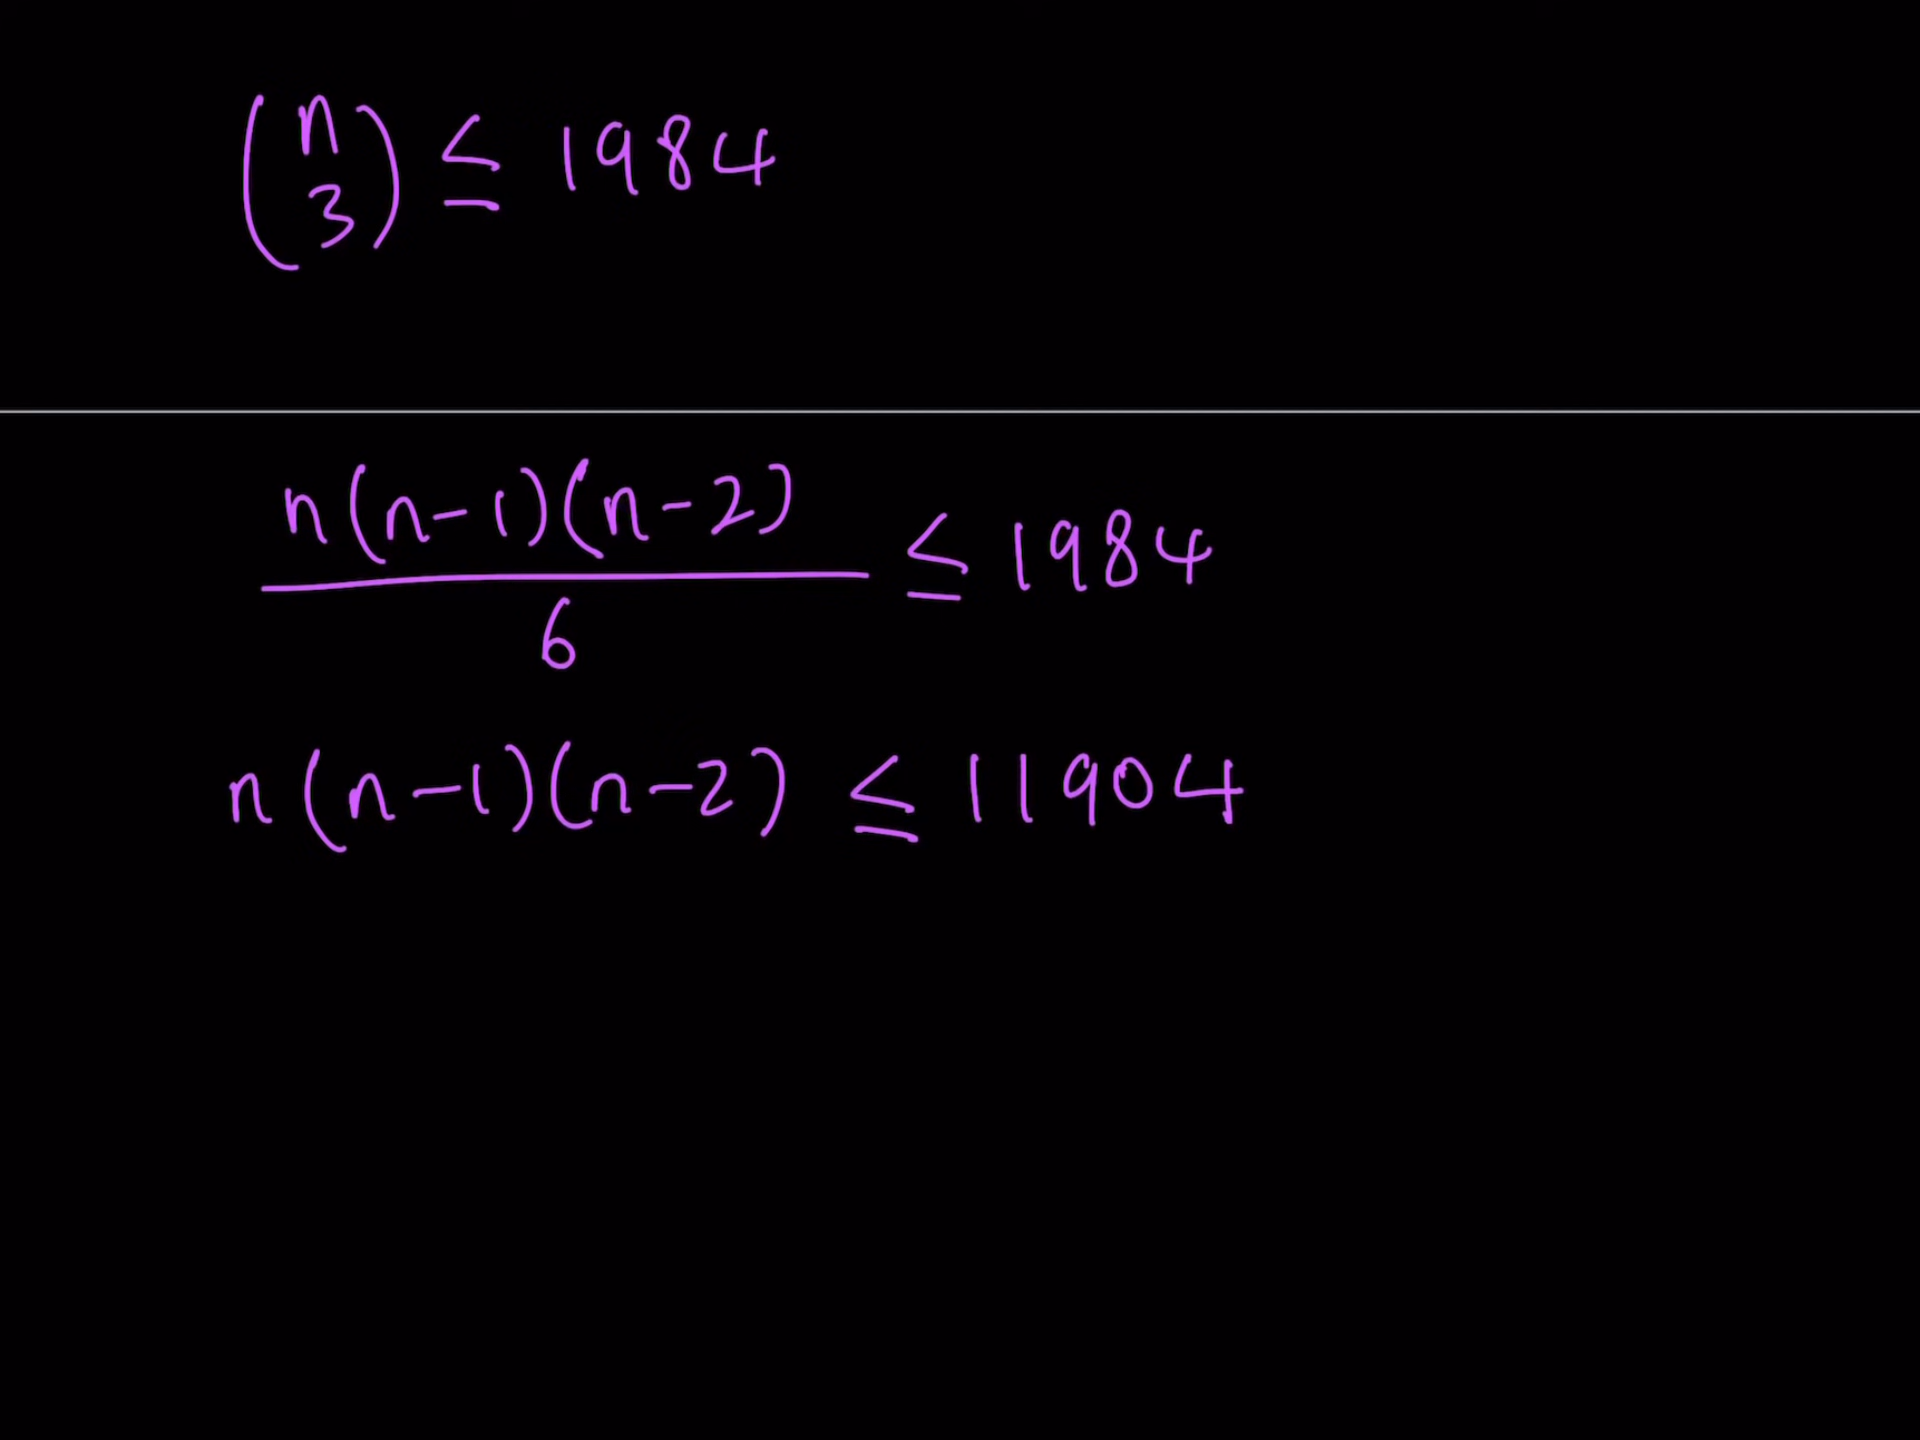 (n 3) ≤ 1984
n(n-1)(n-2)/6 ≤ 1984
n(n-1)(n-2) ≤ 11904